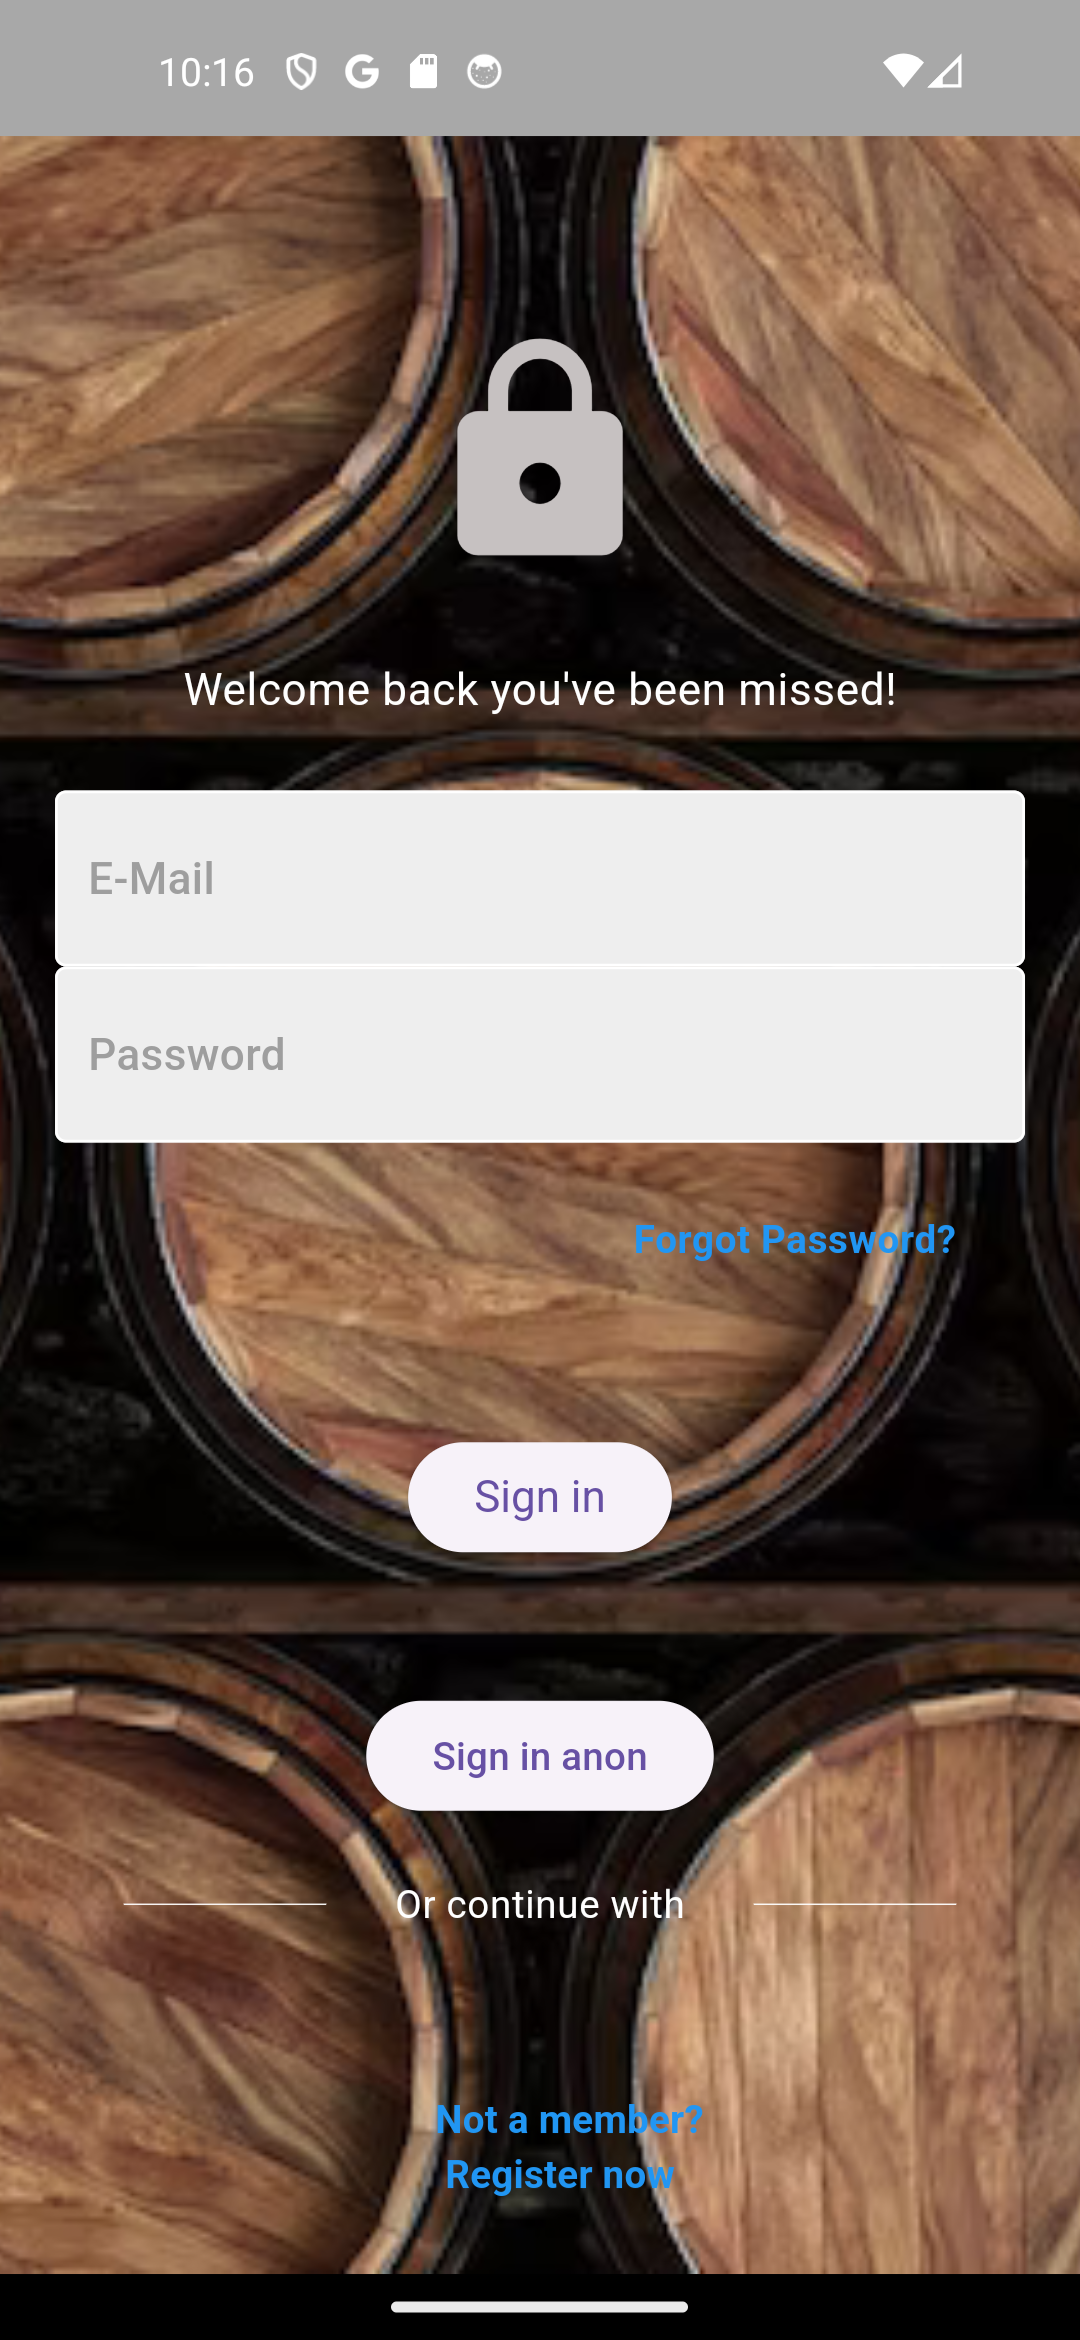 10:16
Welcome back you've been missed!
E-Mail
Password
Forgot Password?
Sign in
Sign in anon
Or continue with
Not a member?
Register now